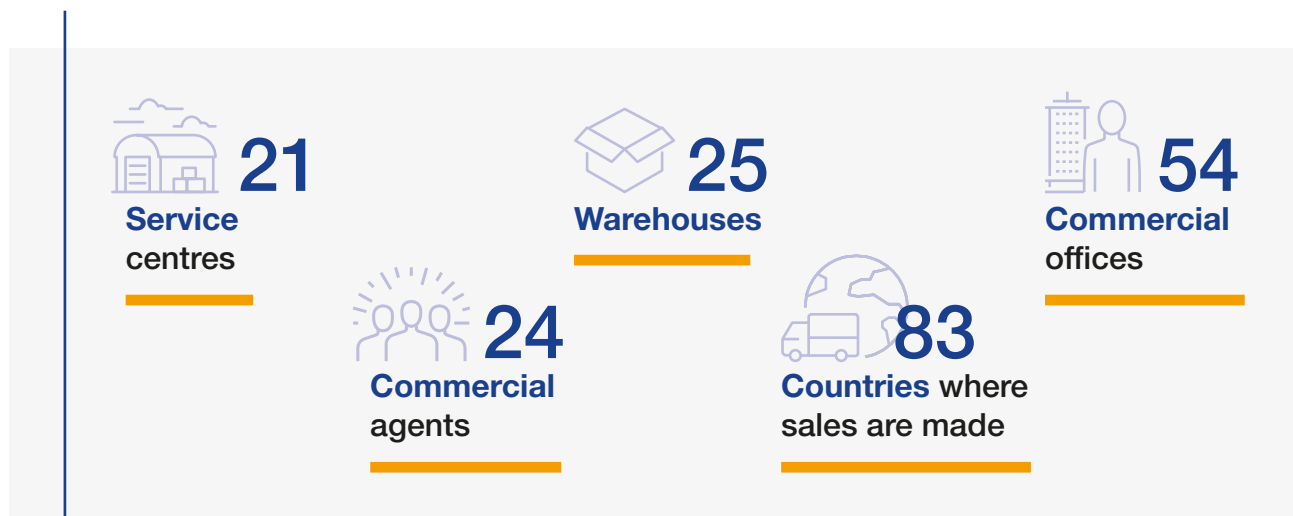 21
Service
centres
24
Commercial
agents
25
Warehouses
83
Countries where
sales are made
54
Commercial
offices